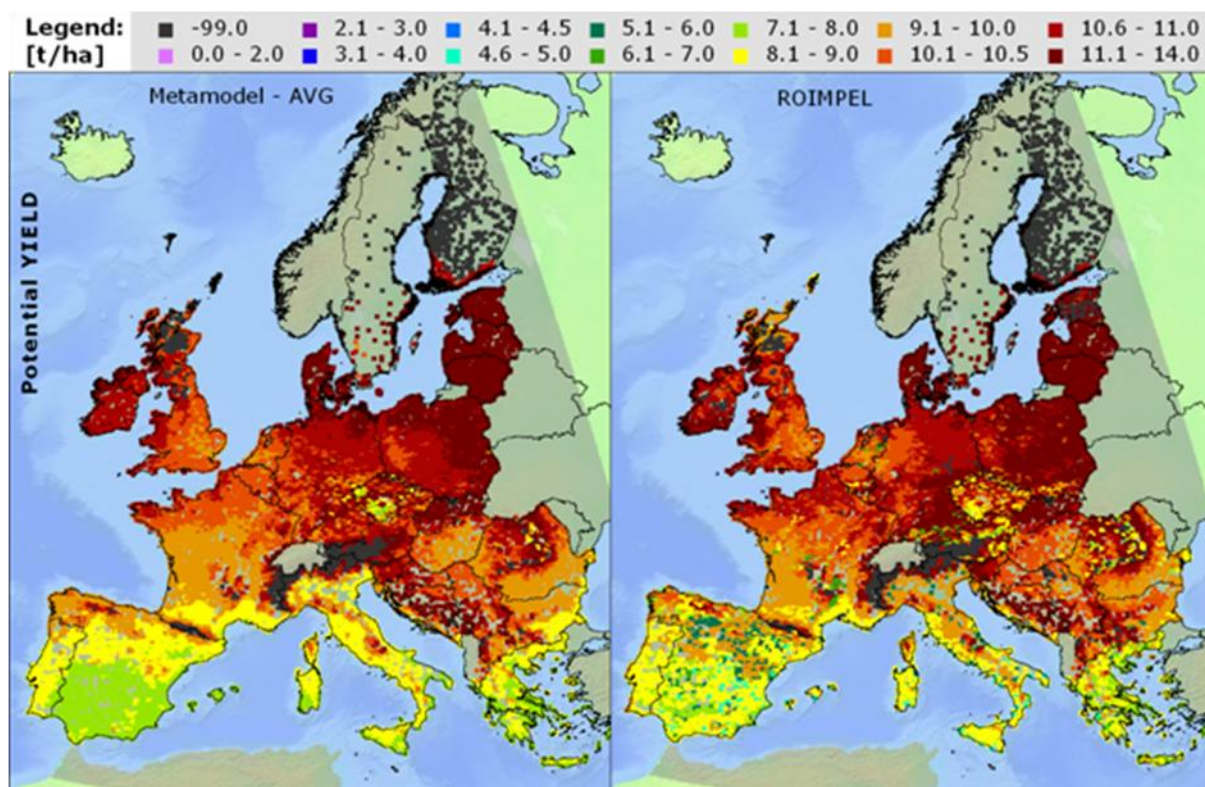 Legend: -99.0 2.1 - 3.0 4.1 - 4.5 5.1 - 6.0 7.1 - 8.0 9.1 - 10.0 10.6 - 11.0
[t/ha] 0.0 - 2.0 3.1 - 4.0 4.6 - 5.0 6.1 - 7.0 8.1 - 9.0 10.1 - 10.5 11.1 - 14.0
Metamodel - AVG ROIMPEL
Potential YIELD